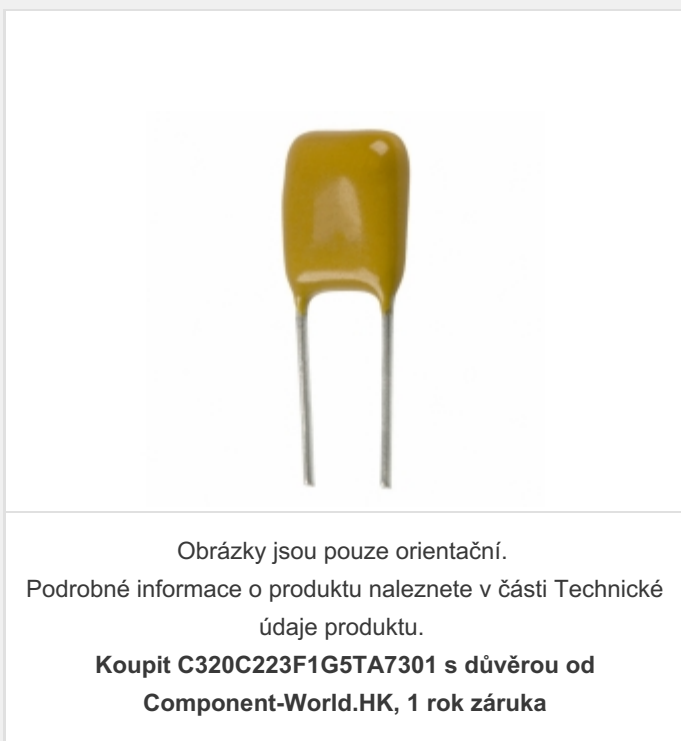 Obrázky jsou pouze orientační.
Podrobné informace o produktu naleznete v části Technické
údaje produktu.
Koupit C320C223F1G5TA7301 s důvěrou od
Component-World.HK, 1 rok záruka